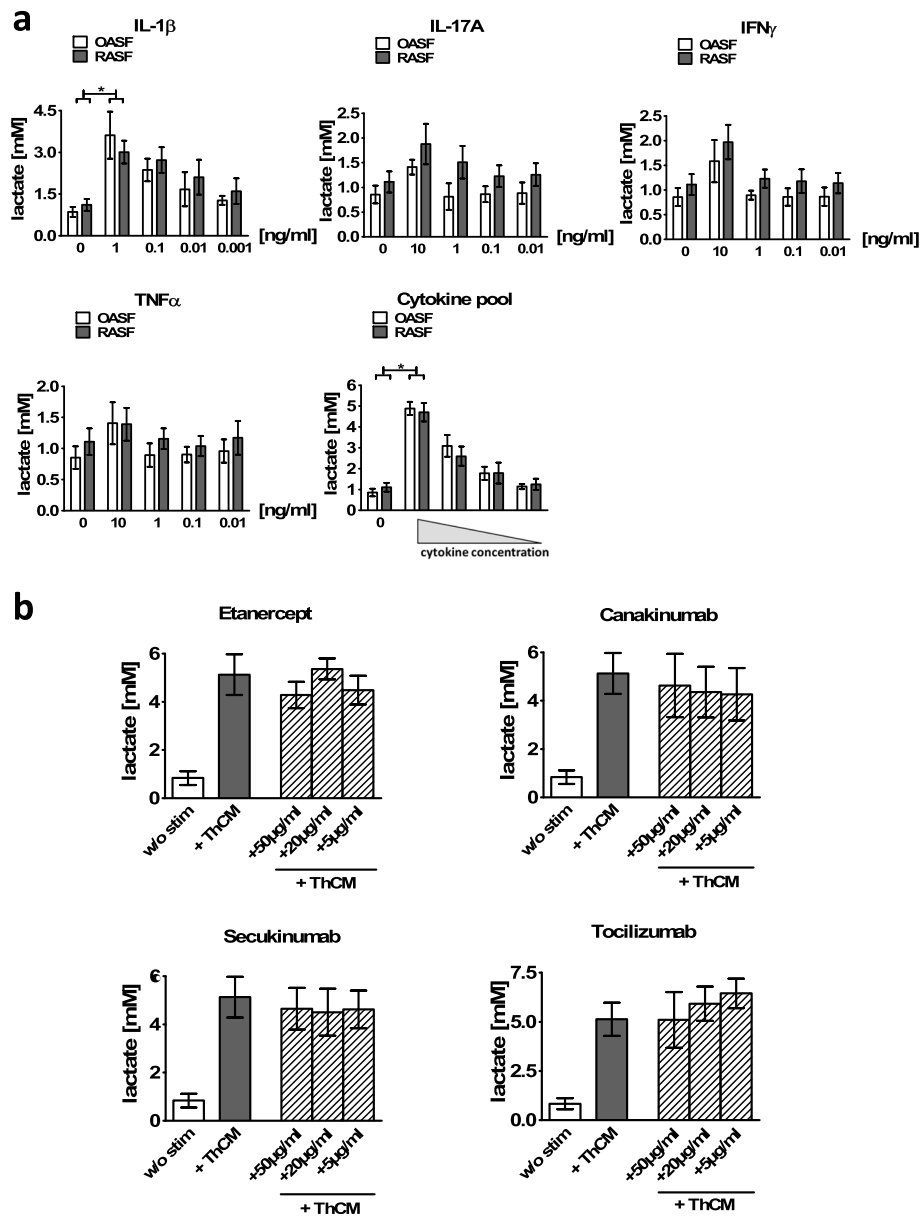 a
IL-1β
OASF
RASF
*
lactate [mM]
4.5
3.0
1.5
0.0
0 1 0.1 0.01 0.001 [ng/ml]
IL-17A
OASF
RASF
lactate [mM]
2.5
2.0
1.5
1.0
0.5
0.0
0 10 1 0.1 0.01 [ng/ml]
IFNγ
OASF
RASF
lactate [mM]
2.5
2.0
1.5
1.0
0.5
0.0
0 10 1 0.1 0.01 [ng/ml]
TNFα
OASF
RASF
lactate [mM]
2.0
1.5
1.0
0.5
0.0
0 10 1 0.1 0.01 [ng/ml]
Cytokine pool
OASF
RASF
*
lactate [mM]
6
5
4
3
2
1
0
0
cytokine concentration
b
Etanercept
lactate [mM]
6
4
2
0
w/o stim
+ ThCM
+50µg/ml
+20µg/ml
+5µg/ml
+ ThCM
Canakinumab
lactate [mM]
6
4
2
0
w/o stim
+ ThCM
+50µg/ml
+20µg/ml
+5µg/ml
+ ThCM
Secukinumab
lactate [mM]
6
4
2
0
w/o stim
+ ThCM
+50µg/ml
+20µg/ml
+5µg/ml
+ ThCM
Tocilizumab
lactate [mM]
7.5
5.0
2.5
0.0
w/o stim
+ ThCM
+50µg/ml
+20µg/ml
+5µg/ml
+ ThCM